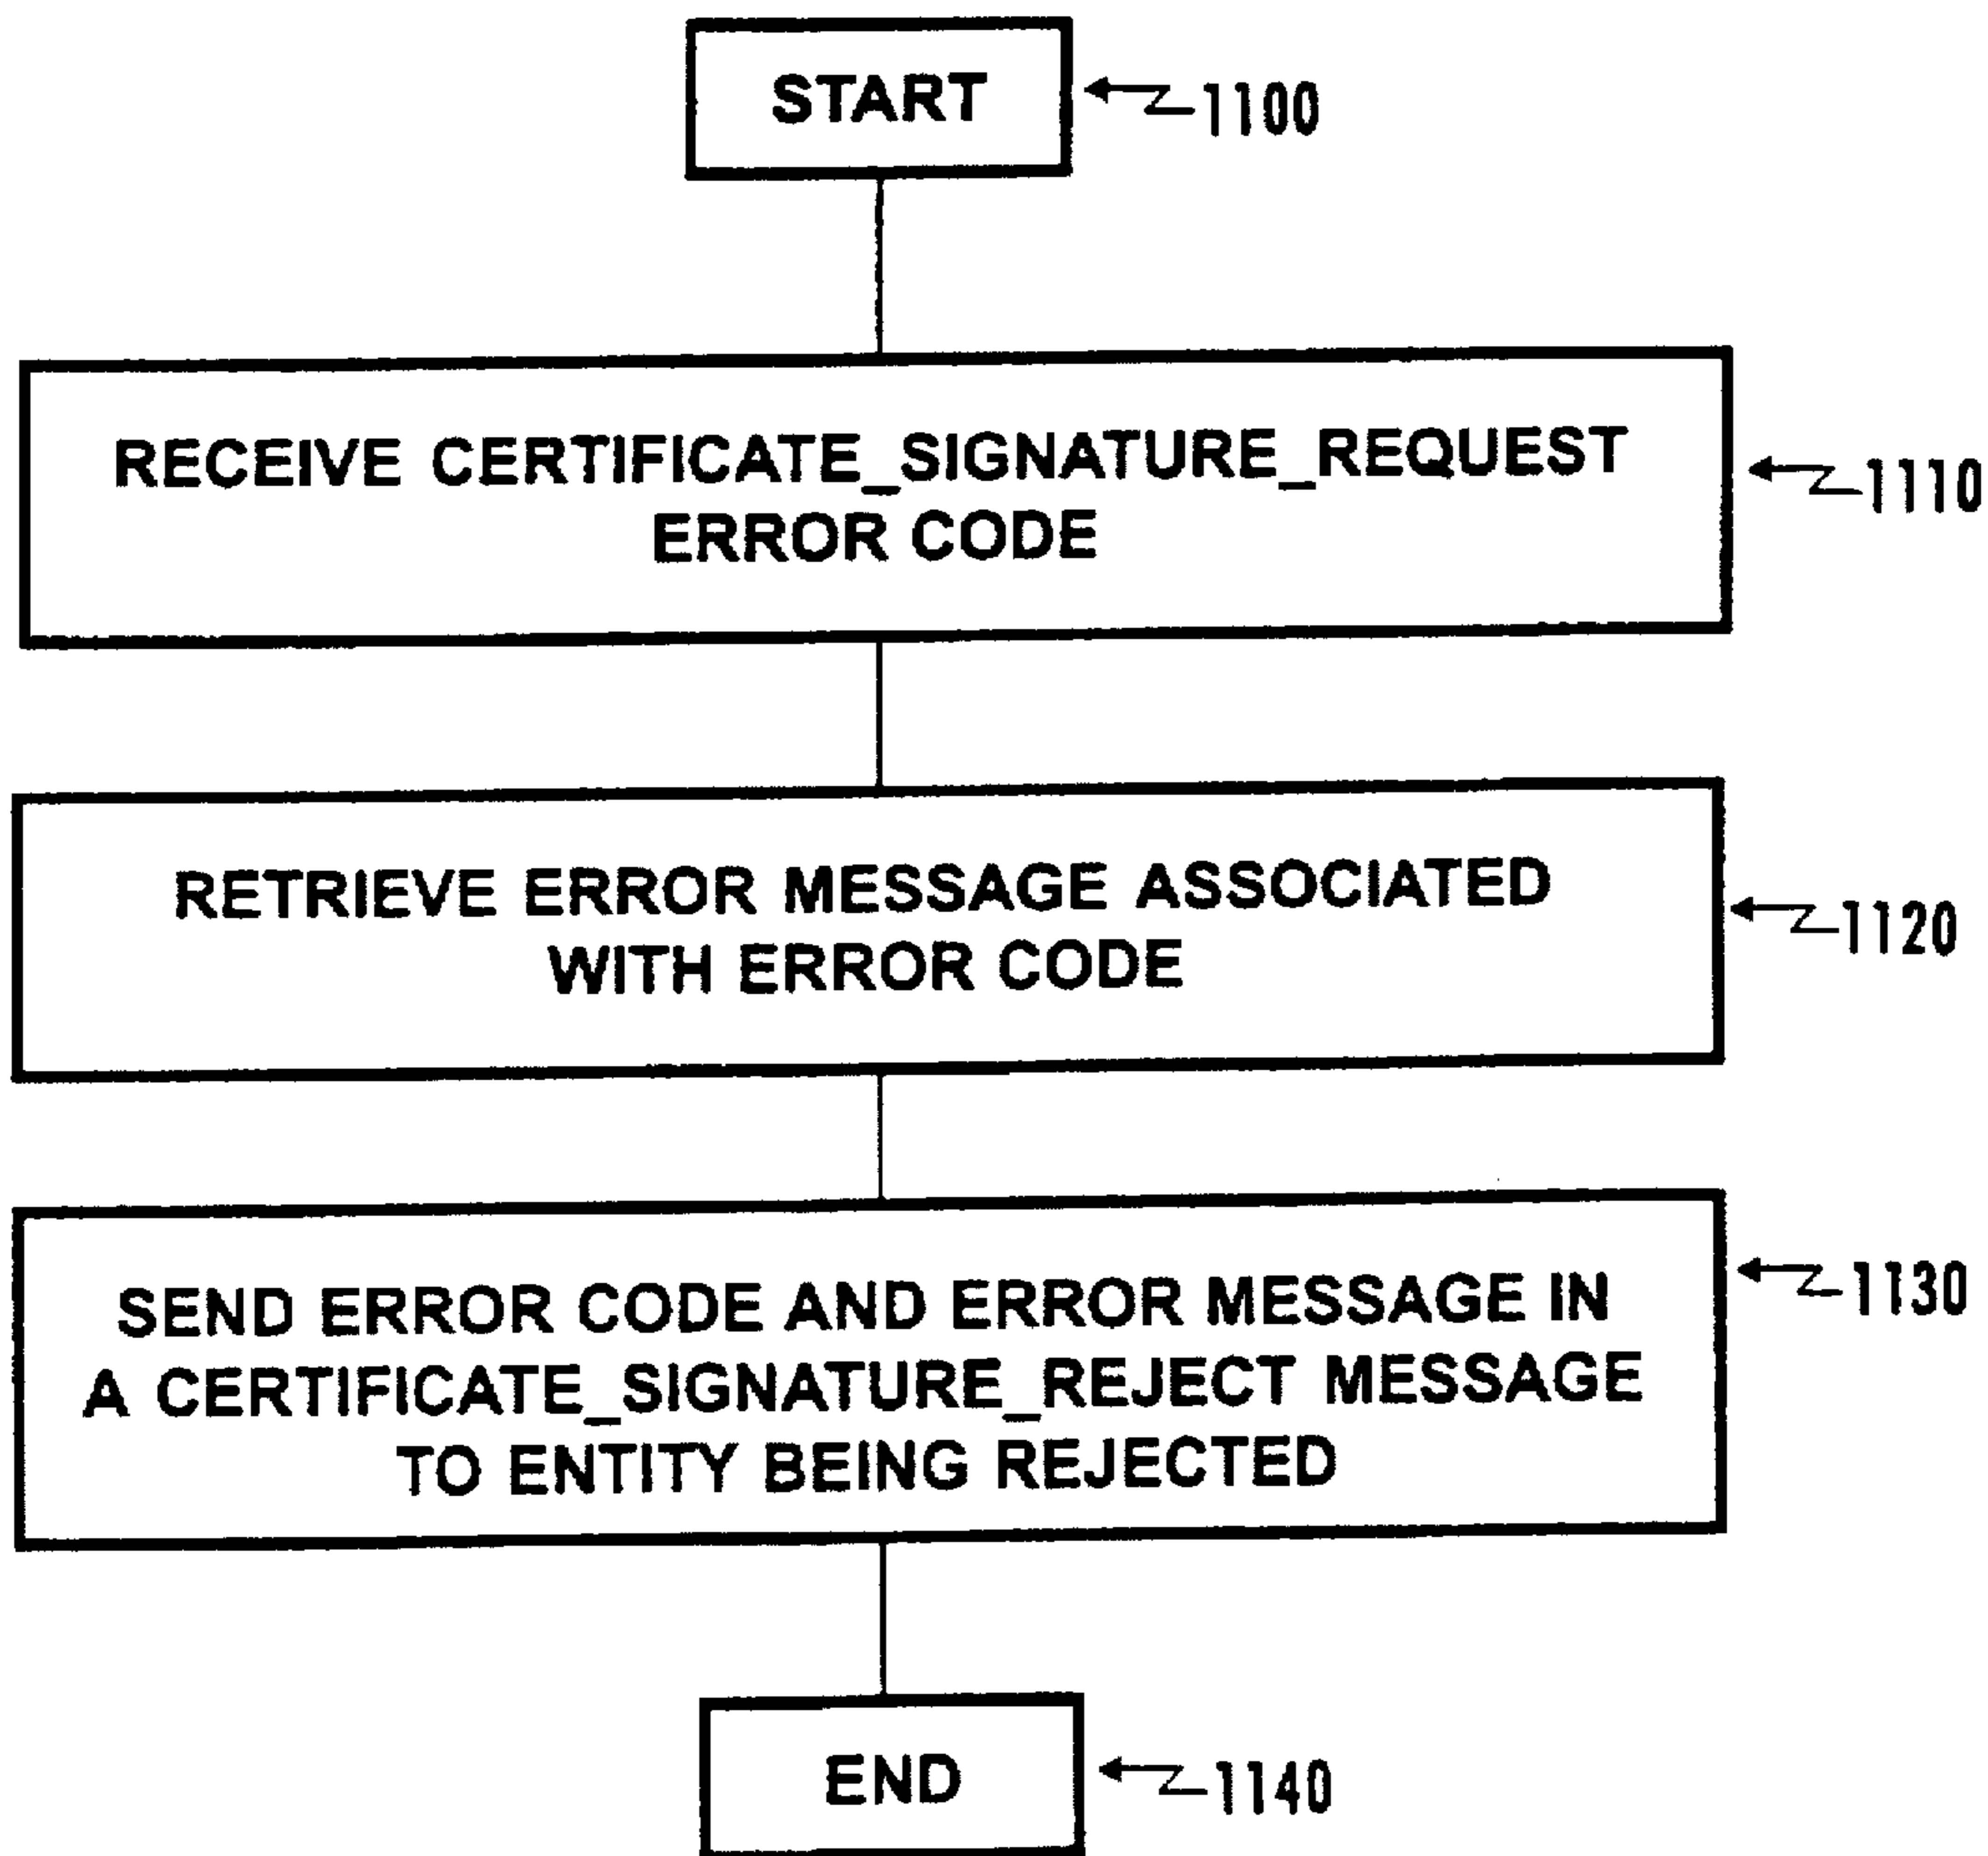 START
1100
RECEIVE CERTIFICATE_SIGNATURE_REQUEST
ERROR CODE
1110
RETRIEVE ERROR MESSAGE ASSOCIATED
WITH ERROR CODE
1120
SEND ERROR CODE AND ERROR MESSAGE IN
A CERTIFICATE_SIGNATURE_REJECT MESSAGE
TO ENTITY BEING REJECTED
1130
END
1140